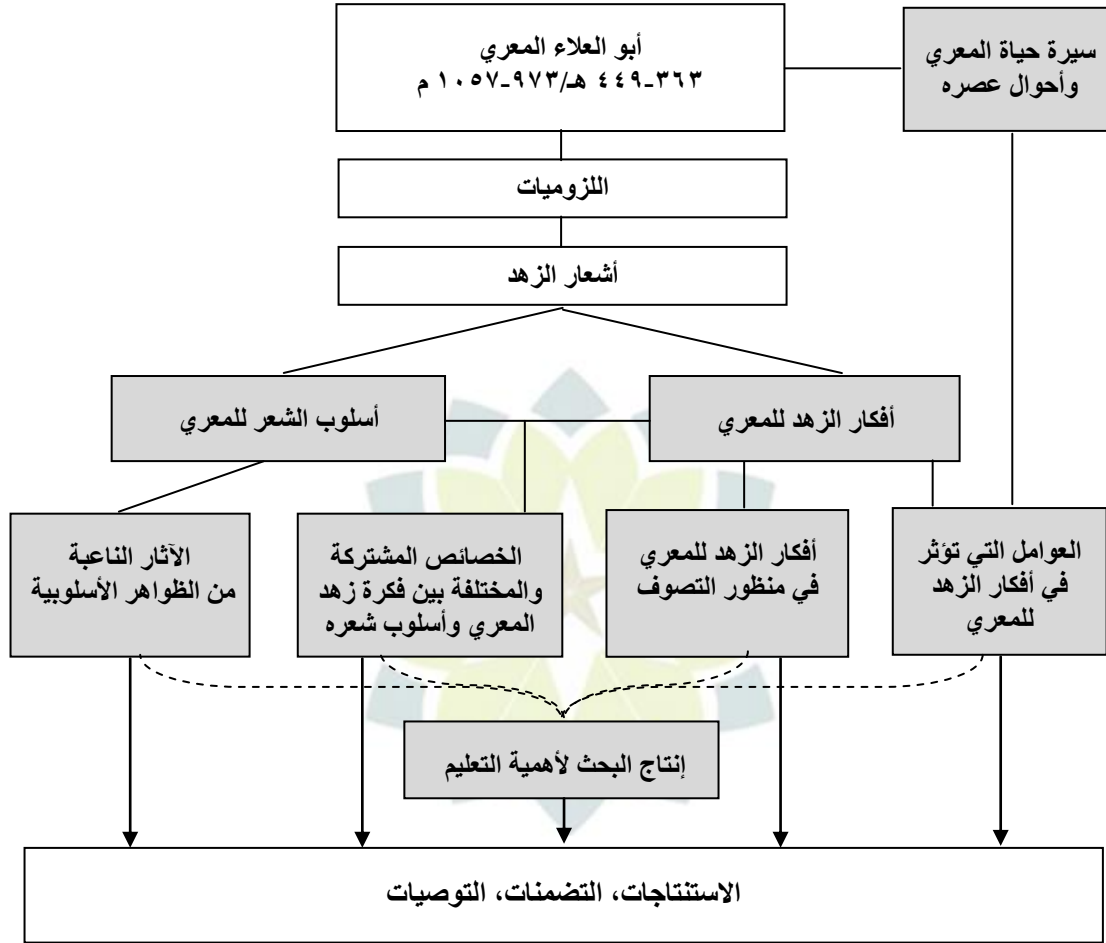 أبو العلاء المعري
٣٦٣-٤٤٩ هـ/٩٧٣-١٠٥٧ م
سيرة حياة المعري
وأحوال عصره
اللزوميات
أشعار الزهد
أفكار الزهد للمعري
أسلوب الشعر للمعري
العوامل التي تؤثر
في أفكار الزهد
للمعري
أفكار الزهد للمعري
في منظور التصوف
الخصائص المشتركة
والمختلفة بين فكرة زهد
المعري وأسلوب شعره
الآثار الناعبة
من الظواهر الأسلوبية
إنتاج البحث لأهمية التعليم
الاستنتاجات، التضمنات، التوصيات